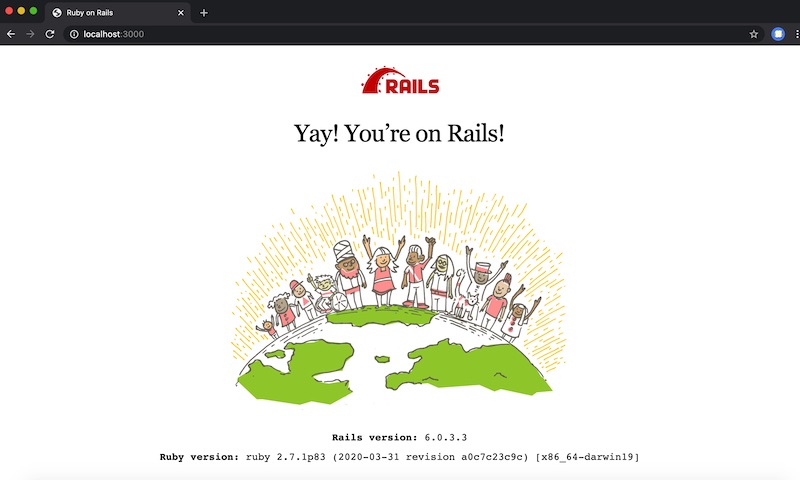 Ruby on Rails
localhost:3000
RAILS
Yay! You’re on Rails!
Rails version: 6.0.3.3
Ruby version: ruby 2.7.1p83 (2020-03-31 revision a0c7c23c9c) [x86_64-darwin19]